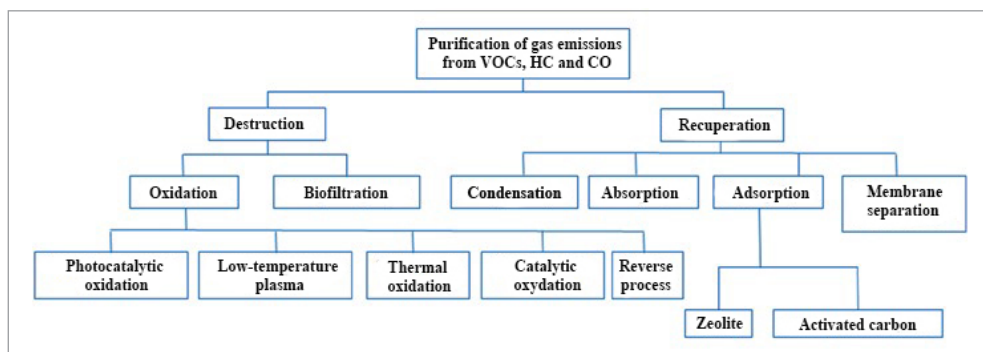 Purification of gas emissions
from VOCs, HC and CO
Destruction
Recuperation
Oxidation
Biofiltration
Condensation
Absorption
Adsorption
Membrane
separation
Photocatalytic
oxidation
Low-temperature
plasma
Thermal
oxidation
Catalytic
oxydation
Reverse
process
Zeolite
Activated carbon